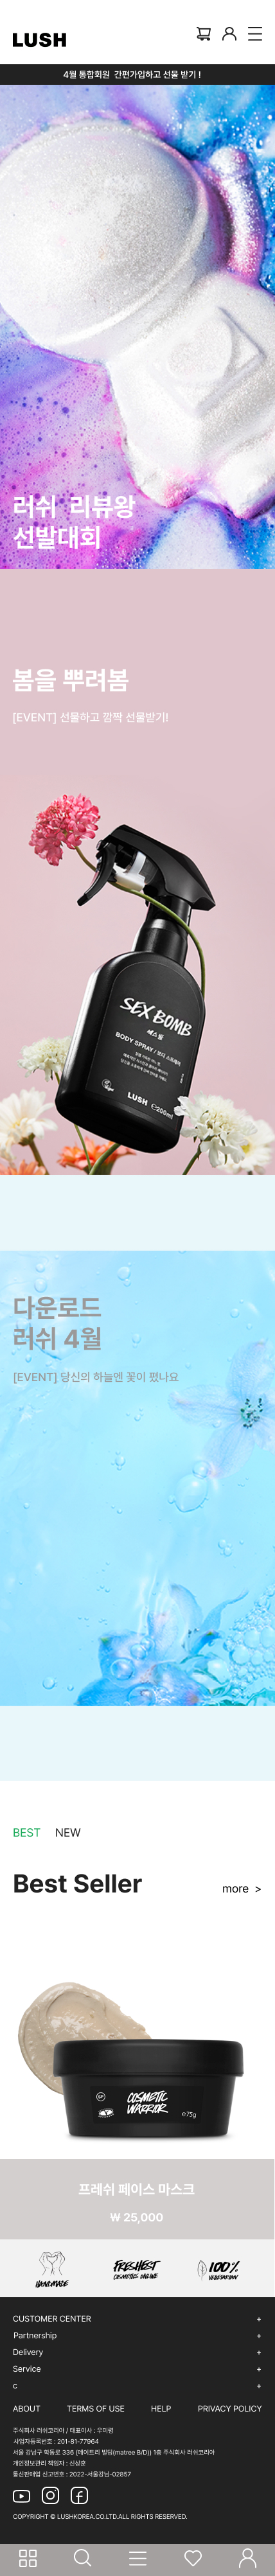 LUSH
4월 통합회원 간편가입하고 선물 받기 !
러쉬 리뷰왕
선발대회
봄을 뿌려봄
[EVENT] 선물하고 깜짝 선물받기!
SEX BOMB
섹스 밤
BODY SPRAY / 보디 스프레이
LUSH ℮200ml
다운로드
러쉬 4월
[EVENT] 당신의 하늘엔 꽃이 폈나요
BEST NEW
Best Seller
more >
COSMETIC
WARRIOR
℮75g
프레쉬 페이스 마스크
₩ 25,000
HANDMADE
FRESHEST
COSMETICS ONLINE
100%
VEGETARIAN
CUSTOMER CENTER +
Partnership +
Delivery +
Service +
c +
ABOUT TERMS OF USE HELP PRIVACY POLICY
주식회사 러쉬코리아 / 대표이사 : 우미령
사업자등록번호 : 201-81-77964
서울 강남구 학동로 336 (메이트리 빌딩(matree B/D)) 1층 주식회사 러쉬코리아
개인정보관리 책임자 : 신상훈
통신판매업 신고번호 : 2022-서울강남-02857
COPYRIGHT © LUSHKOREA.CO.LTD.ALL RIGHTS RESERVED.